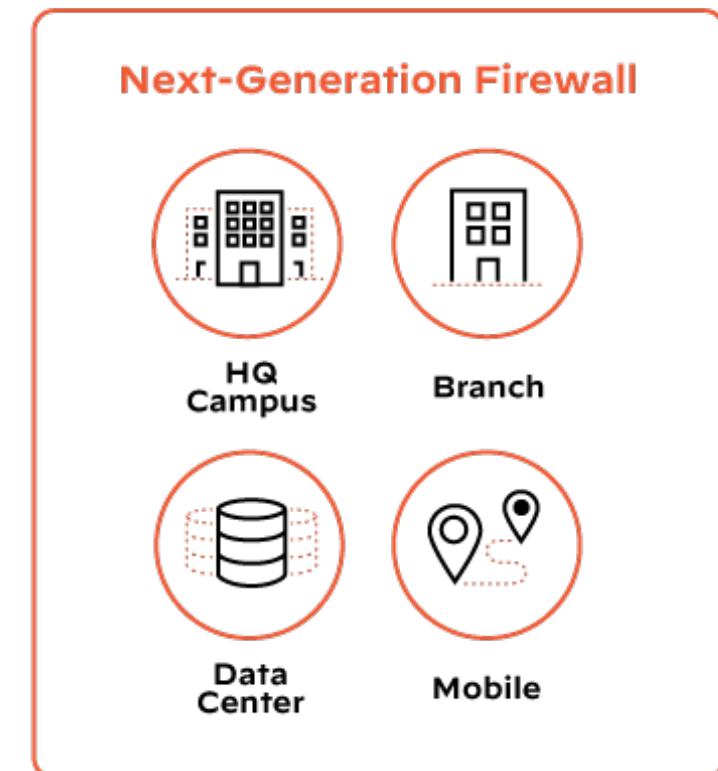 Next-Generation Firewall
HQ
Campus
Branch
Data
Center
Mobile